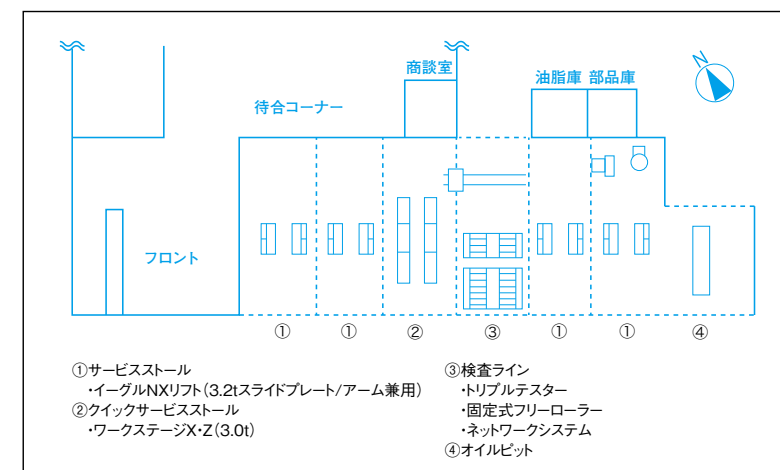 商談室
油脂庫 部品庫
N
待合コーナー
フロント
① ① ② ③ ① ① ④
①サービスストール
・イーグルNXリフト(3.2tスライドプレート/アーム兼用)
②クイックサービスストール
・ワークステージX・Z(3.0t)
③検査ライン
・トリプルテスター
・固定式フリーローラー
・ネットワークシステム
④オイルピット